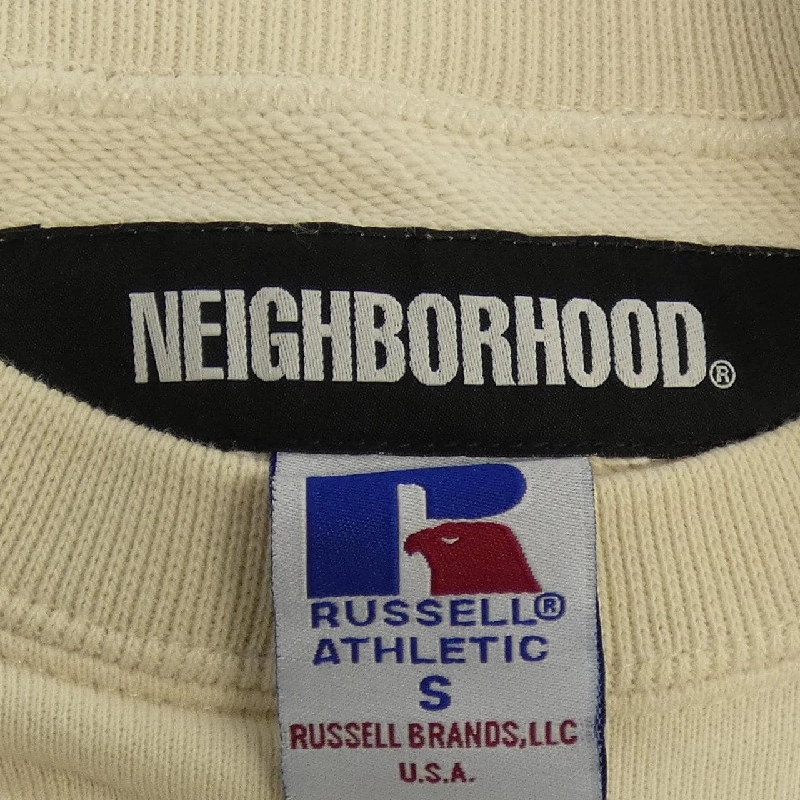 NEIGHBORHOOD®
RUSSELL®
ATHLETIC
S
RUSSELL BRANDS,LLC
U.S.A.